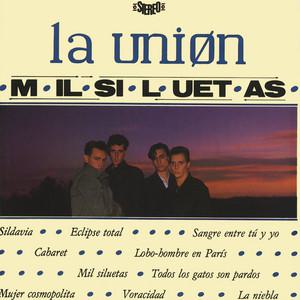 STEREO
la uniøn
M·IL·SI·L·UET·AS
Sildavia · Eclipse total · Sangre entre tú y yo
Cabaret · Lobo-hombre en París
Mil siluetas · Todos los gatos son pardos
Mujer cosmopolita · Voracidad · La niebla